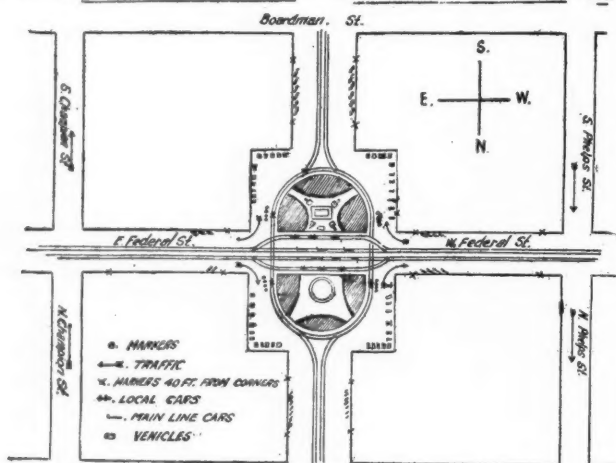 Boardman. St.
S.
E. W.
N.
S. Champion St.
S. Phelps St.
E. Federal St.
W. Federal St.
N. Champion St.
N. Phelps St.
MARKERS
TRAFFIC
MARKERS 40 FT. FROM CORNERS
LOCAL CARS
MAIN LINE CARS
VEHICLES